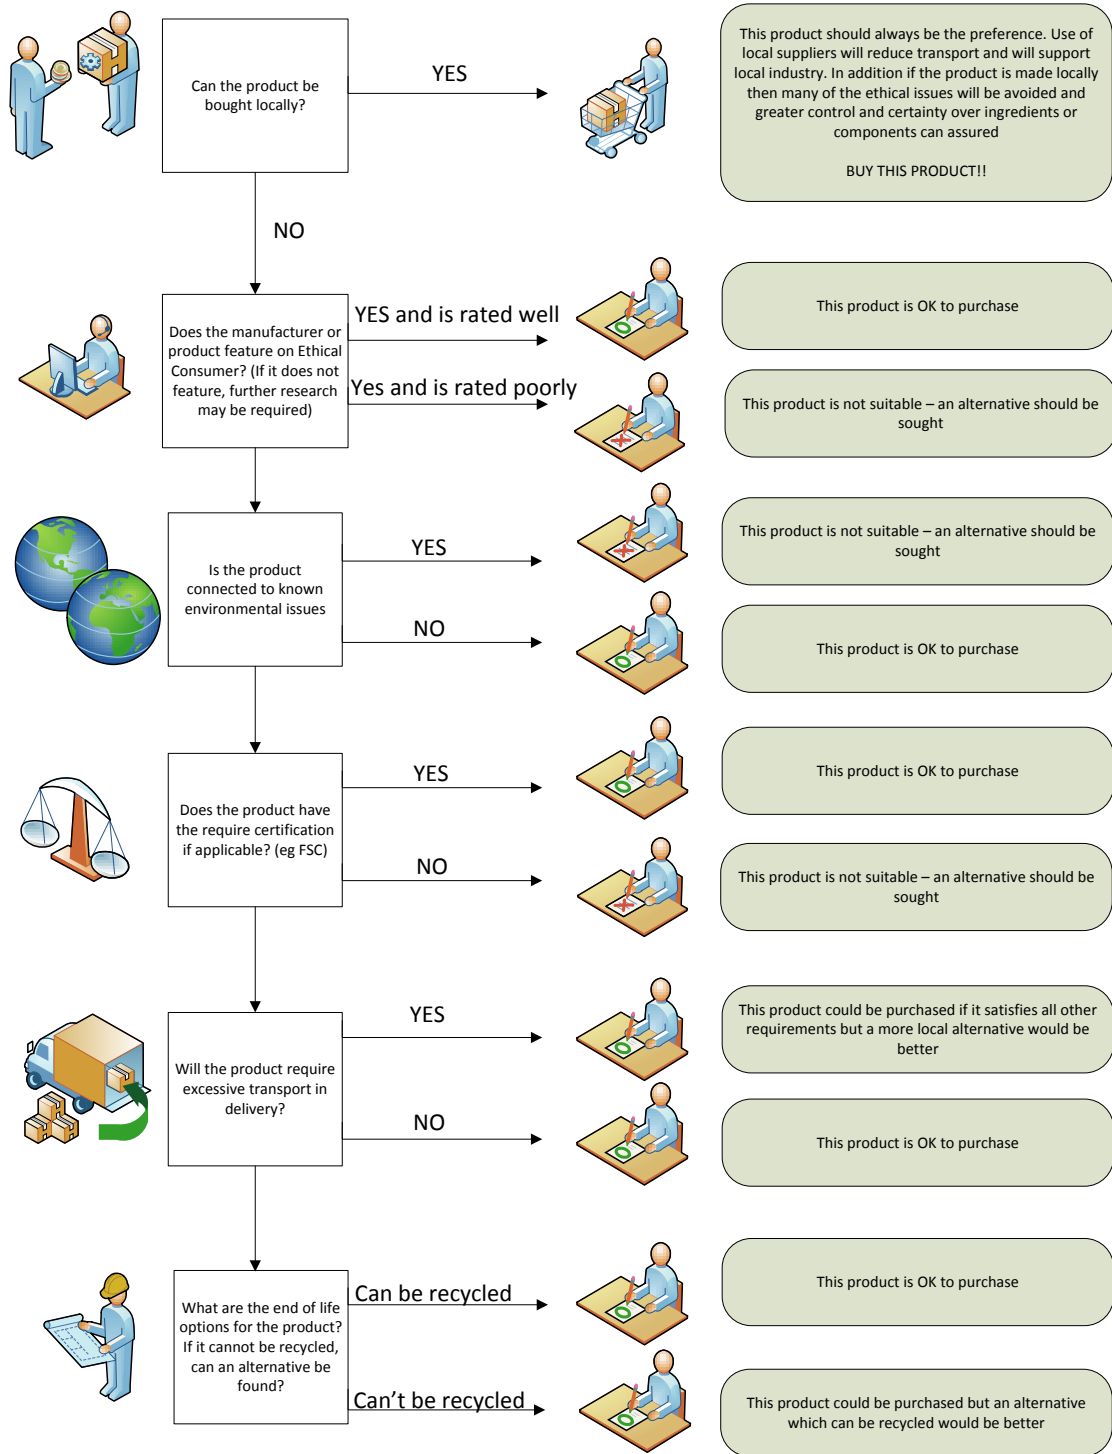 Can the product be
bought locally?
YES
This product should always be the preference. Use of
local suppliers will reduce transport and will support
local industry. In addition if the product is made locally
then many of the ethical issues will be avoided and
greater control and certainty over ingredients or
components can assured
BUY THIS PRODUCT!!
NO
Does the manufacturer or
product feature on Ethical
Consumer? (If it does not
feature, further research
may be required)
YES and is rated well
This product is OK to purchase
Yes and is rated poorly
This product is not suitable – an alternative should be
sought
Is the product
connected to known
environmental issues
YES
This product is not suitable – an alternative should be
sought
NO
This product is OK to purchase
Does the product have
the require certification
if applicable? (eg FSC)
YES
This product is OK to purchase
NO
This product is not suitable – an alternative should be
sought
Will the product require
excessive transport in
delivery?
YES
This product could be purchased if it satisfies all other
requirements but a more local alternative would be
better
NO
This product is OK to purchase
What are the end of life
options for the product?
If it cannot be recycled,
can an alternative be
found?
Can be recycled
This product is OK to purchase
Can’t be recycled
This product could be purchased but an alternative
which can be recycled would be better